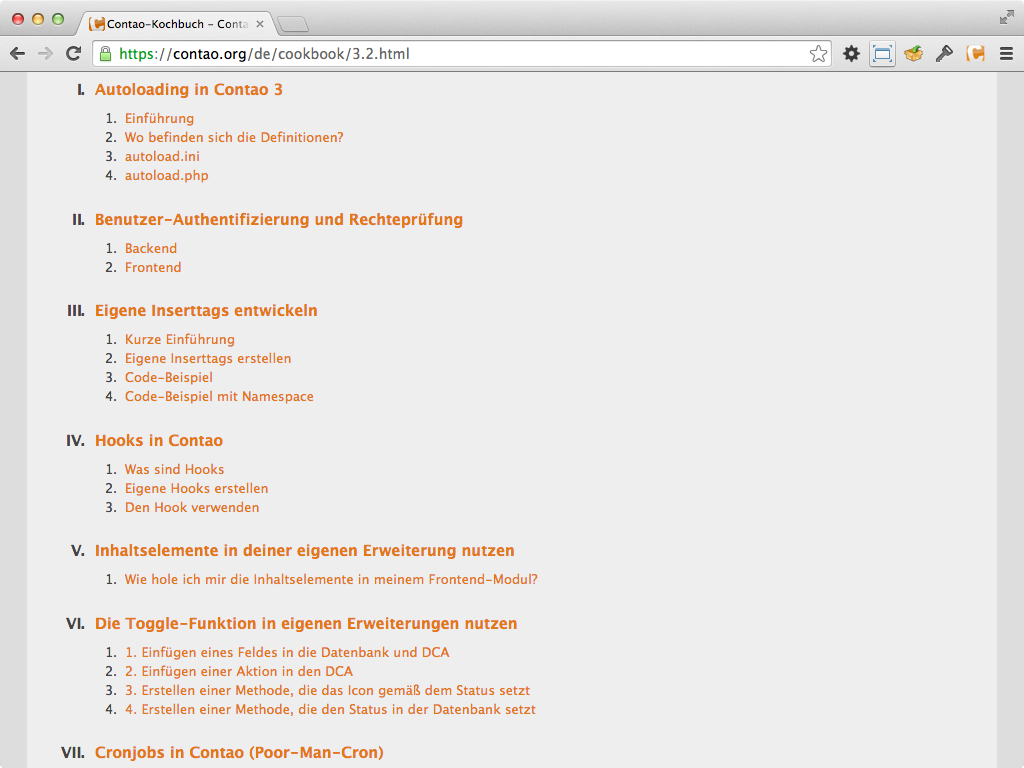 Contao-Kochbuch – Conta
https://contao.org/de/cookbook/3.2.html
I. Autoloading in Contao 3
1. Einführung
2. Wo befinden sich die Definitionen?
3. autoload.ini
4. autoload.php
II. Benutzer-Authentifizierung und Rechteprüfung
1. Backend
2. Frontend
III. Eigene Inserttags entwickeln
1. Kurze Einführung
2. Eigene Inserttags erstellen
3. Code-Beispiel
4. Code-Beispiel mit Namespace
IV. Hooks in Contao
1. Was sind Hooks
2. Eigene Hooks erstellen
3. Den Hook verwenden
V. Inhaltselemente in deiner eigenen Erweiterung nutzen
1. Wie hole ich mir die Inhaltselemente in meinem Frontend-Modul?
VI. Die Toggle-Funktion in eigenen Erweiterungen nutzen
1. 1. Einfügen eines Feldes in die Datenbank und DCA
2. 2. Einfügen einer Aktion in den DCA
3. 3. Erstellen einer Methode, die das Icon gemäß dem Status setzt
4. 4. Erstellen einer Methode, die den Status in der Datenbank setzt
VII. Cronjobs in Contao (Poor-Man-Cron)